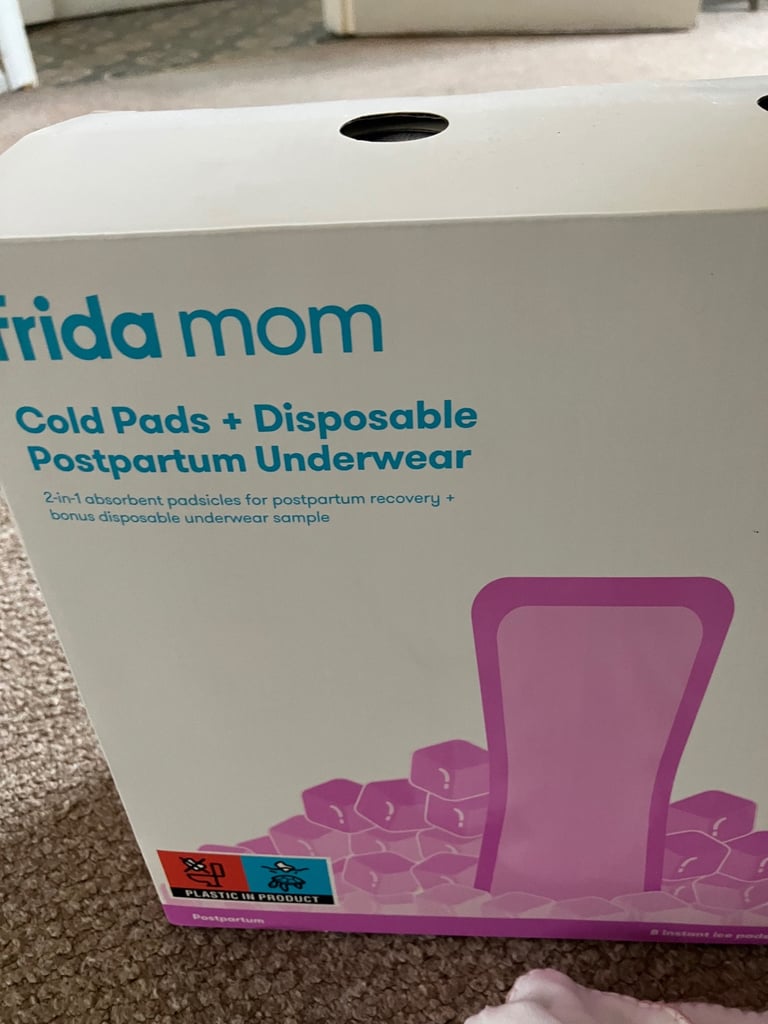 frida mom
Cold Pads + Disposable
Postpartum Underwear
2-in-1 absorbent padsicles for postpartum recovery +
bonus disposable underwear sample
PLASTIC IN PRODUCT
Postpartum
8 instant ice pads